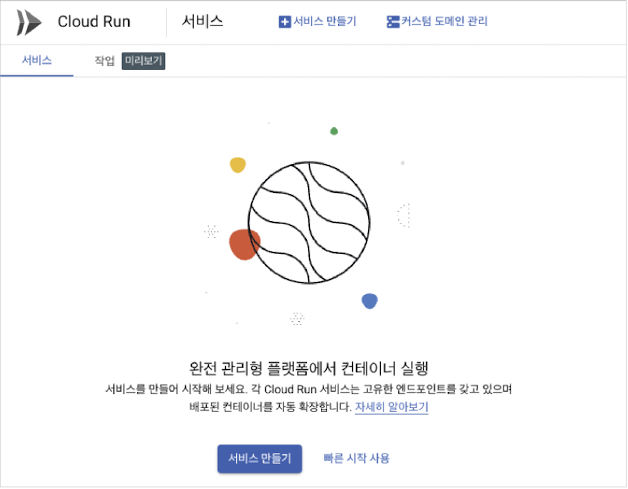 Cloud Run 서비스 서비스 만들기 커스텀 도메인 관리
서비스 작업 미리보기
완전 관리형 플랫폼에서 컨테이너 실행
서비스를 만들어 시작해 보세요. 각 Cloud Run 서비스는 고유한 엔드포인트를 갖고 있으며
배포된 컨테이너를 자동 확장합니다. 자세히 알아보기
서비스 만들기 빠른 시작 사용